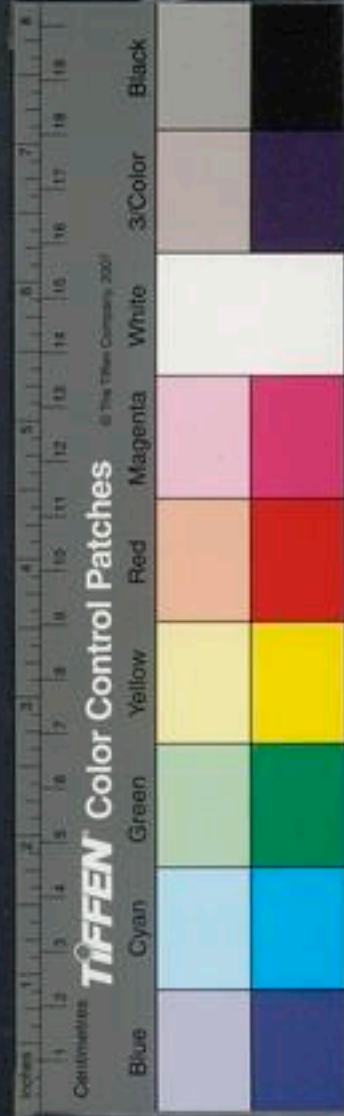 Inches 1 2 3 4 5 6 7 8
Centimetres 1 2 3 4 5 6 7 8 9 10 11 12 13 14 15 16 17 18 19
TIFFEN® Color Control Patches © The Tiffen Company, 2007
Blue Cyan Green Yellow Red Magenta White 3/Color Black